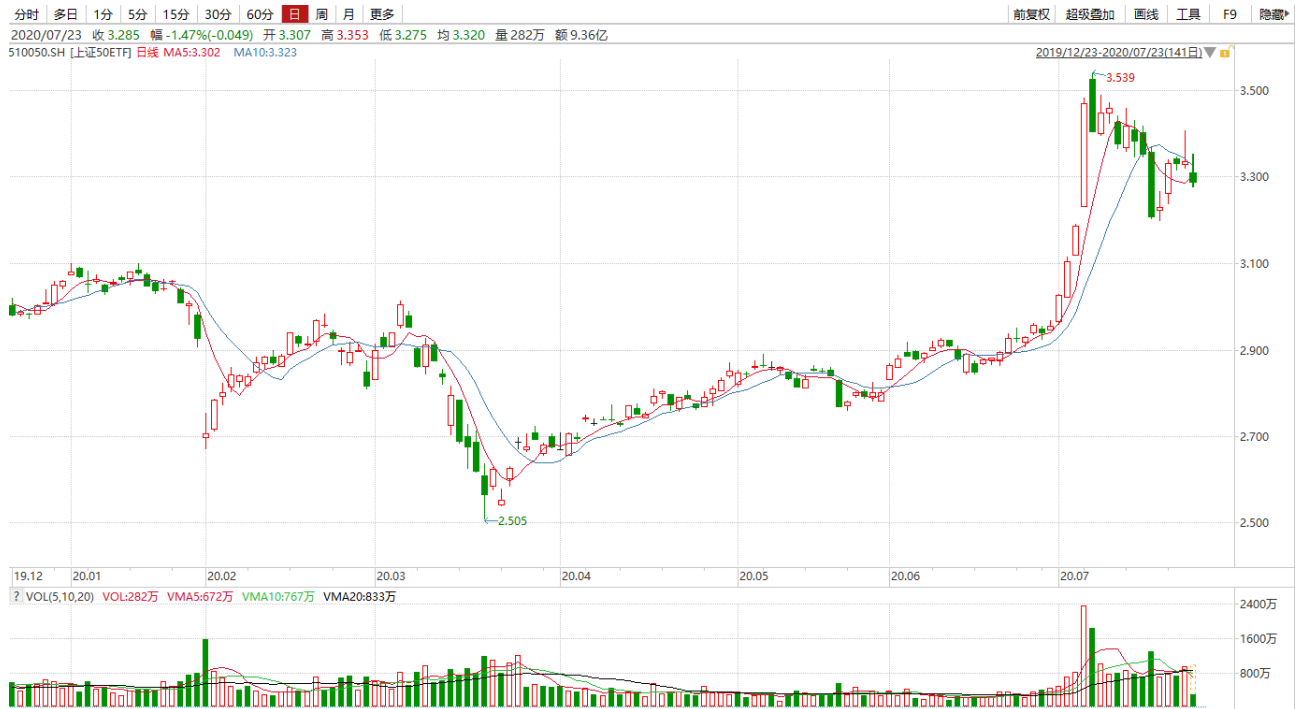 分时 多日 1分 5分 15分 30分 60分 日 周 月 更多 前复权 超级叠加 画线 工具 F9 隐藏
2020/07/23 收 3.285 幅 -1.47%(-0.049) 开 3.307 高 3.353 低 3.275 均 3.320 量 282万 额 9.36亿
510050.SH [上证50ETF] 日线 MA5:3.302 MA10:3.323 2019/12/23-2020/07/23(141日)
3.539
3.500
3.300
3.100
2.900
2.700
2.505
2.500
19.12 20.01 20.02 20.03 20.04 20.05 20.06 20.07
? VOL(5,10,20) VOL:282万 VMA5:672万 VMA10:767万 VMA20:833万
2400万
1600万
800万